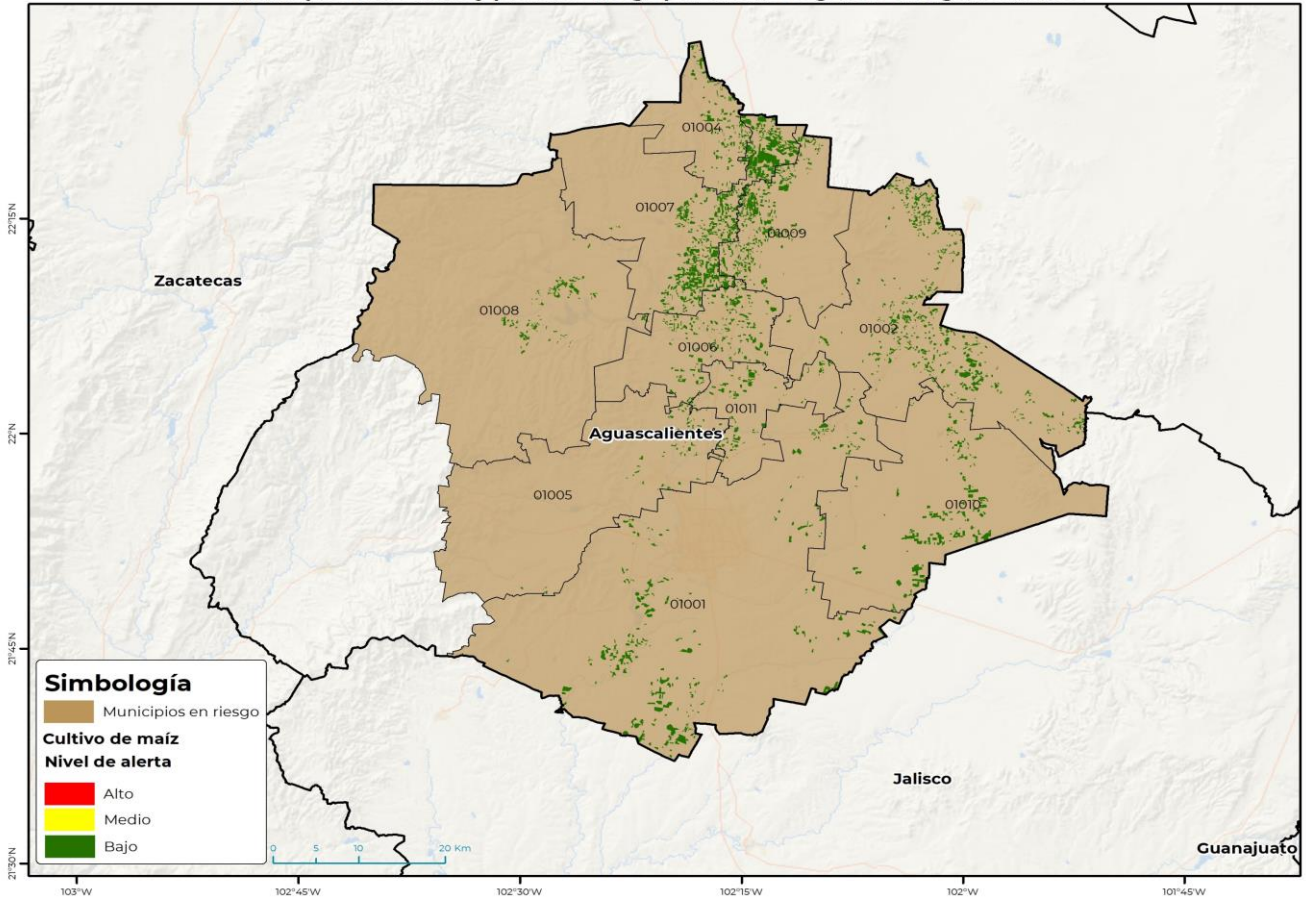 01004
22°15'N
01007
01009
Zacatecas
01008
01002
01006
01011
22°N
Aguascalientes
01005
01010
01001
21°45'N
Simbología
Municipios en riesgo
Cultivo de maíz
Nivel de alerta
Alto
Medio
Bajo
0 5 10 20 Km
Jalisco
Guanajuato
21°30'N
103°W 102°45'W 102°30'W 102°15'W 102°W 101°45'W